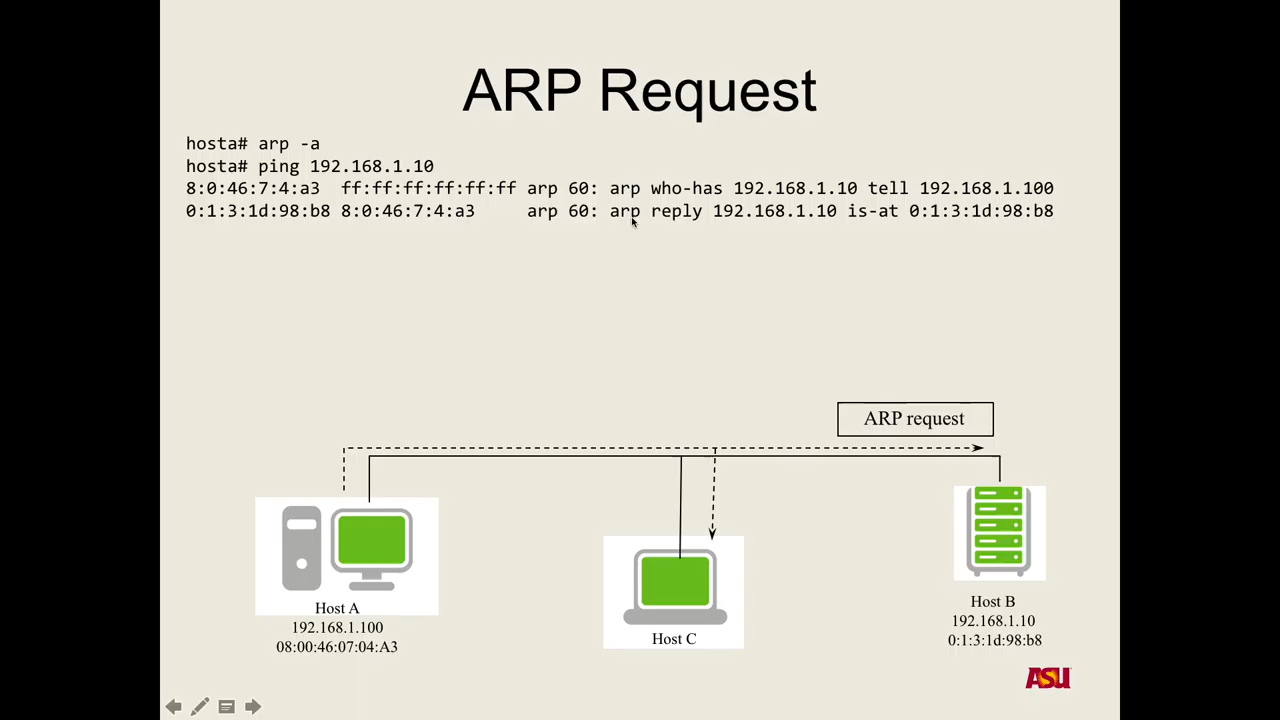 ARP Request
hosta# arp -a
hosta# ping 192.168.1.10
8:0:46:7:4:a3  ff:ff:ff:ff:ff:ff arp 60: arp who-has 192.168.1.10 tell 192.168.1.100
0:1:3:1d:98:b8 8:0:46:7:4:a3     arp 60: arp reply 192.168.1.10 is-at 0:1:3:1d:98:b8
ARP request
Host A
192.168.1.100
08:00:46:07:04:A3
Host C
Host B
192.168.1.10
0:1:3:1d:98:b8
ASU